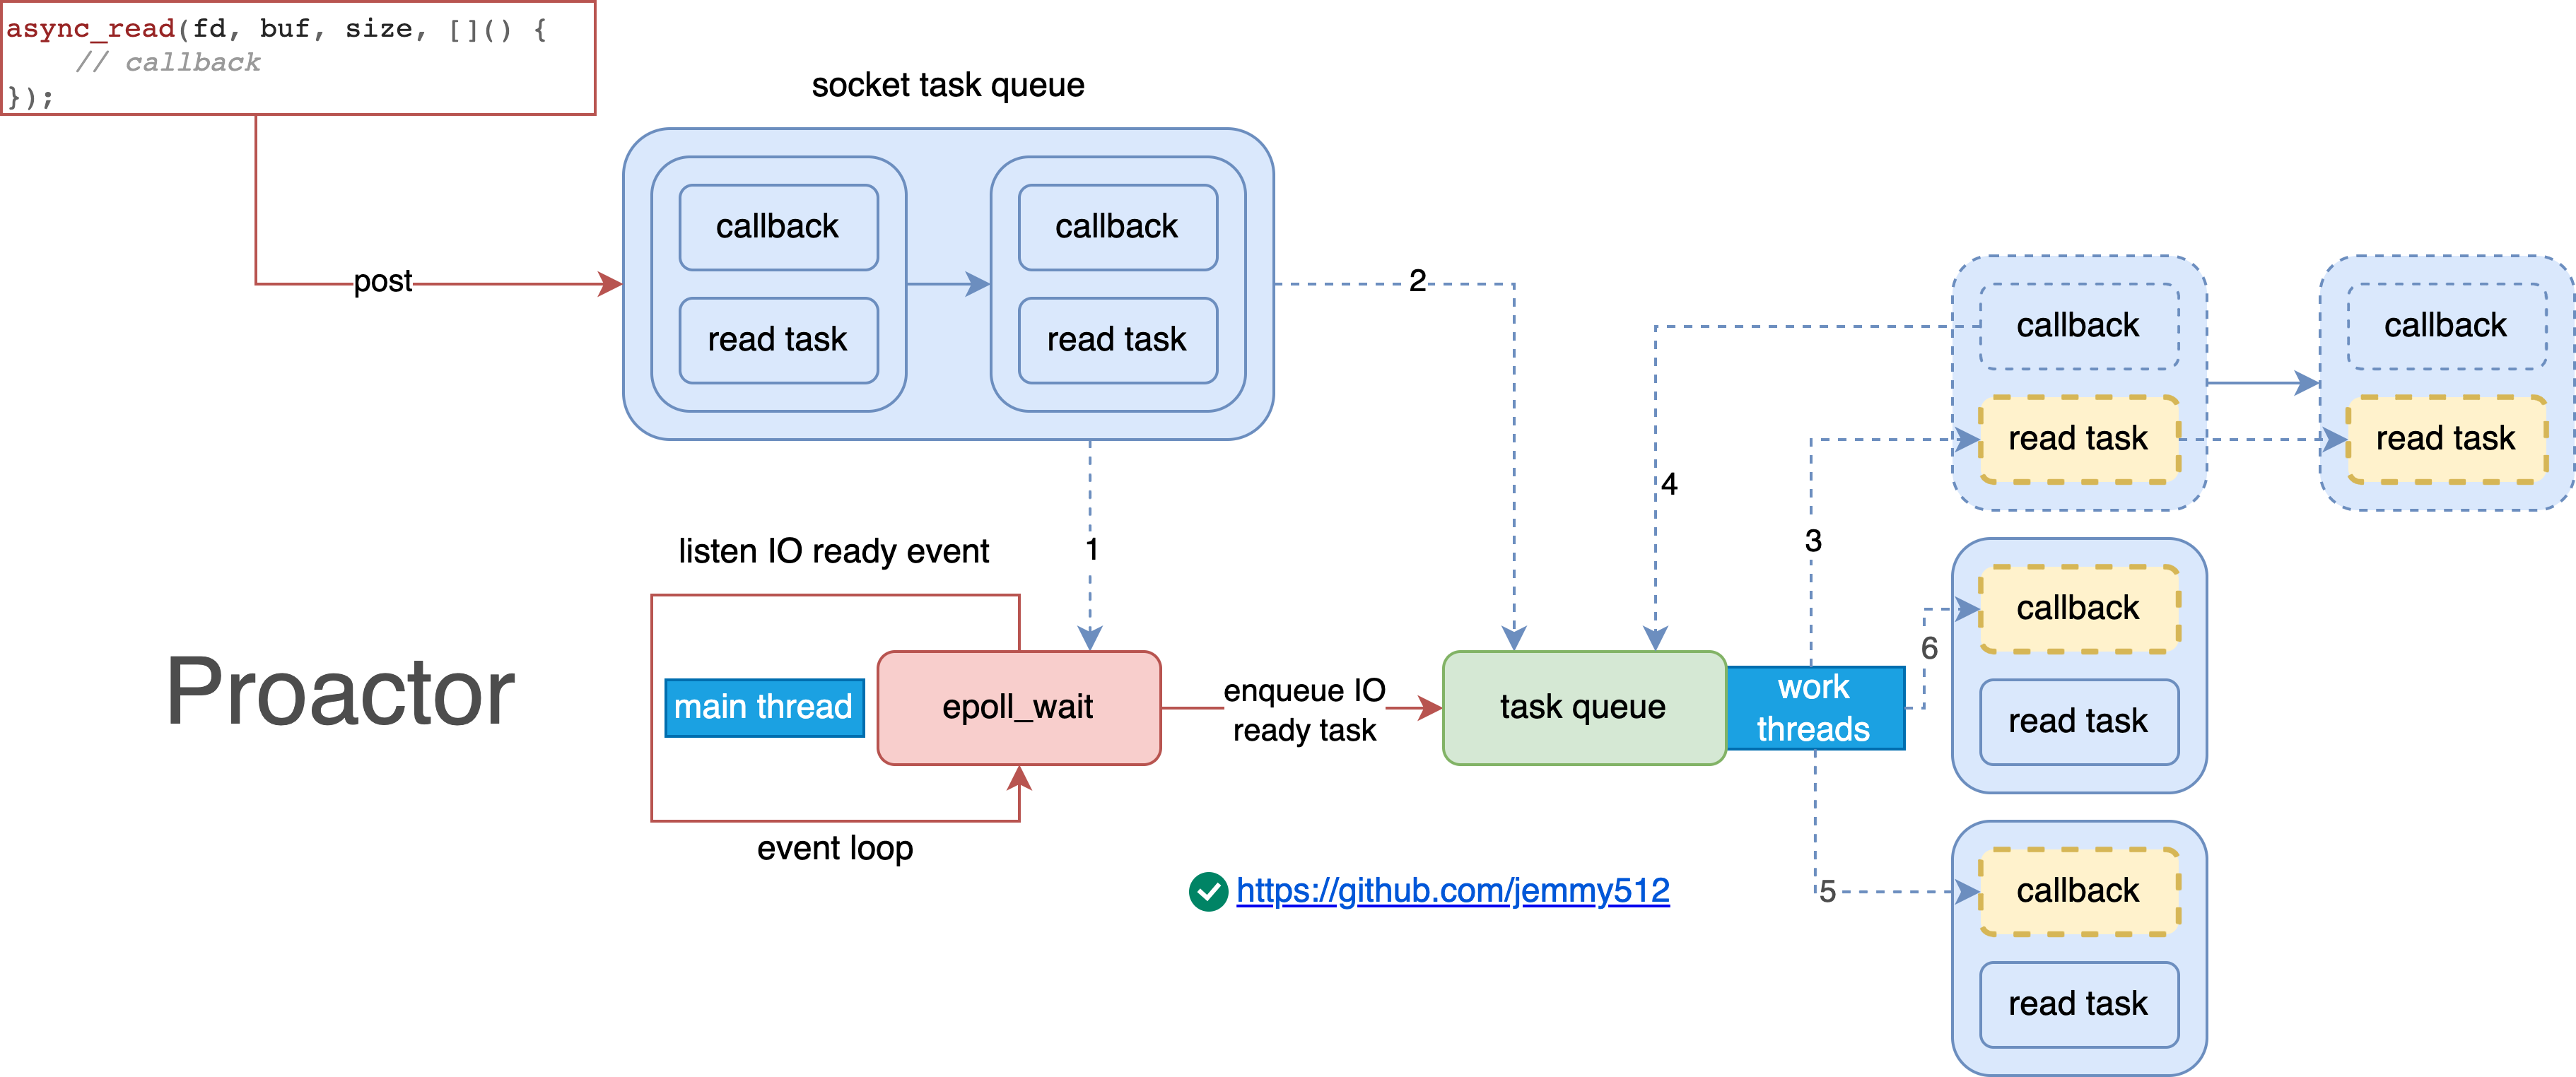 async_read(fd, buf, size, []() {
// callback
});
socket task queue
callback
callback
read task
read task
post
2
callback
callback
read task
read task
4
3
1
listen IO ready event
callback
6
read task
Proactor
main thread
epoll_wait
enqueue IO
ready task
task queue
work
threads
event loop
https://github.com/jemmy512
5
callback
read task